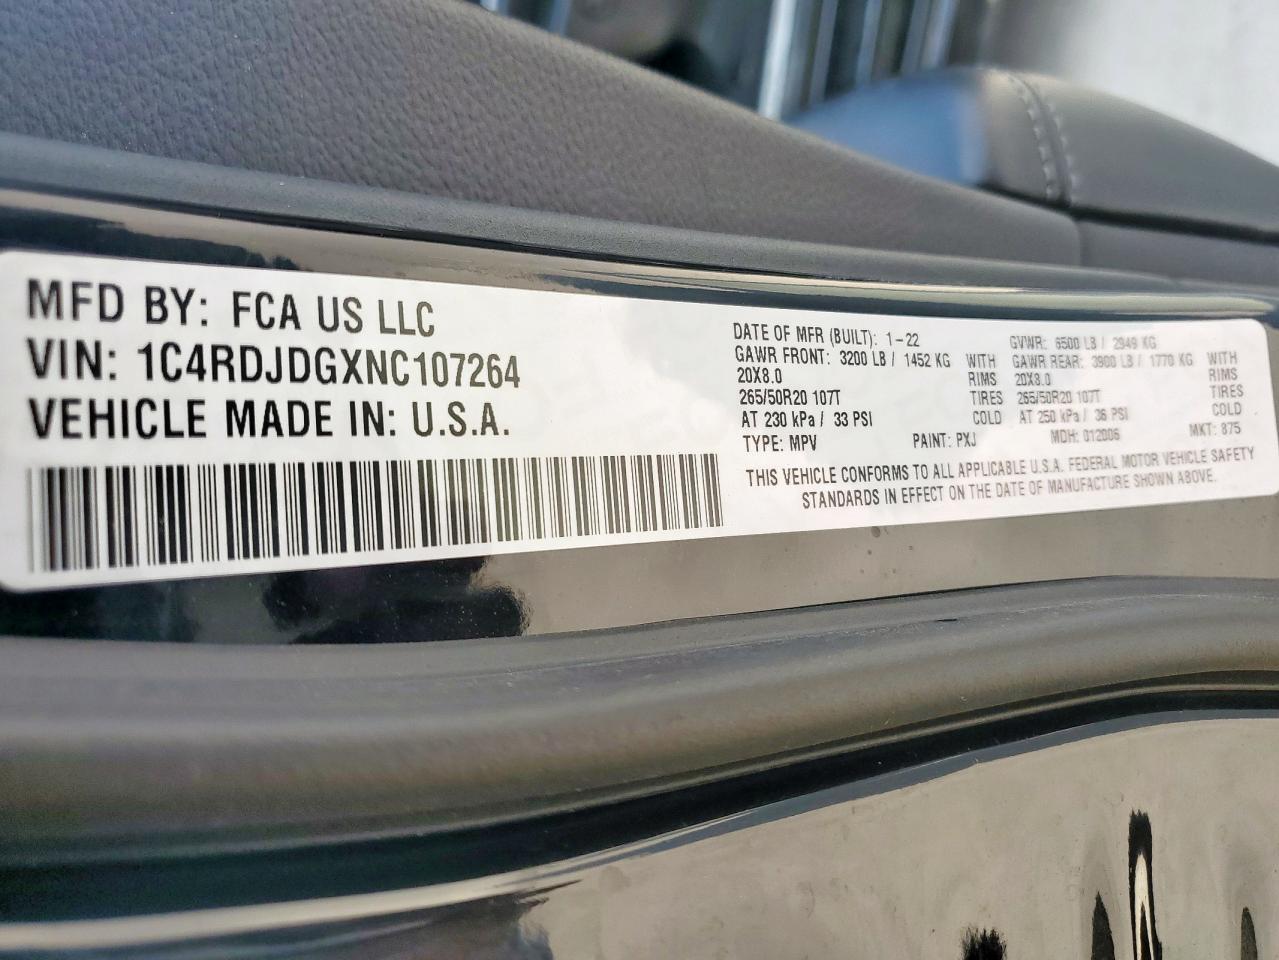 MFD BY: FCA US LLC
VIN: 1C4RDJDGXNC107264
VEHICLE MADE IN: U.S.A.
DATE OF MFR (BUILT): 1-22 GVWR: 6500 LB / 2949 KG
GAWR FRONT: 3200 LB / 1452 KG WITH GAWR REAR: 3900 LB / 1770 KG WITH
20X8.0 RIMS 20X8.0 RIMS
265/50R20 107T TIRES 265/50R20 107T TIRES
AT 230 kPa / 33 PSI COLD AT 250 kPa / 36 PSI COLD
TYPE: MPV PAINT: PXJ MDH: 012006 MKT: 875
THIS VEHICLE CONFORMS TO ALL APPLICABLE U.S.A. FEDERAL MOTOR VEHICLE SAFETY
STANDARDS IN EFFECT ON THE DATE OF MANUFACTURE SHOWN ABOVE.